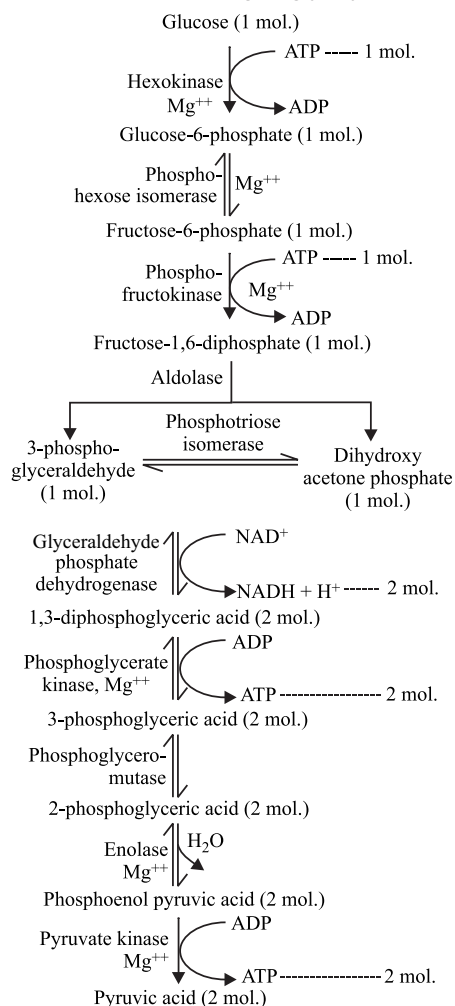 Glucose (1 mol.)
ATP ----- 1 mol.
Hexokinase
Mg++
ADP
Glucose-6-phosphate (1 mol.)
Phospho-
hexose isomerase
Mg++
Fructose-6-phosphate (1 mol.)
ATP ----- 1 mol.
Phospho-
fructokinase
Mg++
ADP
Fructose-1,6-diphosphate (1 mol.)
Aldolase
Phosphotriose
isomerase
3-phospho-
glyceraldehyde
(1 mol.)
Dihydroxy
acetone phosphate
(1 mol.)
Glyceraldehyde
phosphate
dehydrogenase
NAD+
NADH + H+ ------ 2 mol.
1,3-diphosphoglyceric acid (2 mol.)
ADP
Phosphoglycerate
kinase, Mg++
ATP ----------------- 2 mol.
3-phosphoglyceric acid (2 mol.)
Phosphoglycero-
mutase
2-phosphoglyceric acid (2 mol.)
H2O
Enolase
Mg++
Phosphoenol pyruvic acid (2 mol.)
ADP
Pyruvate kinase
Mg++
ATP ----------------- 2 mol.
Pyruvic acid (2 mol.)